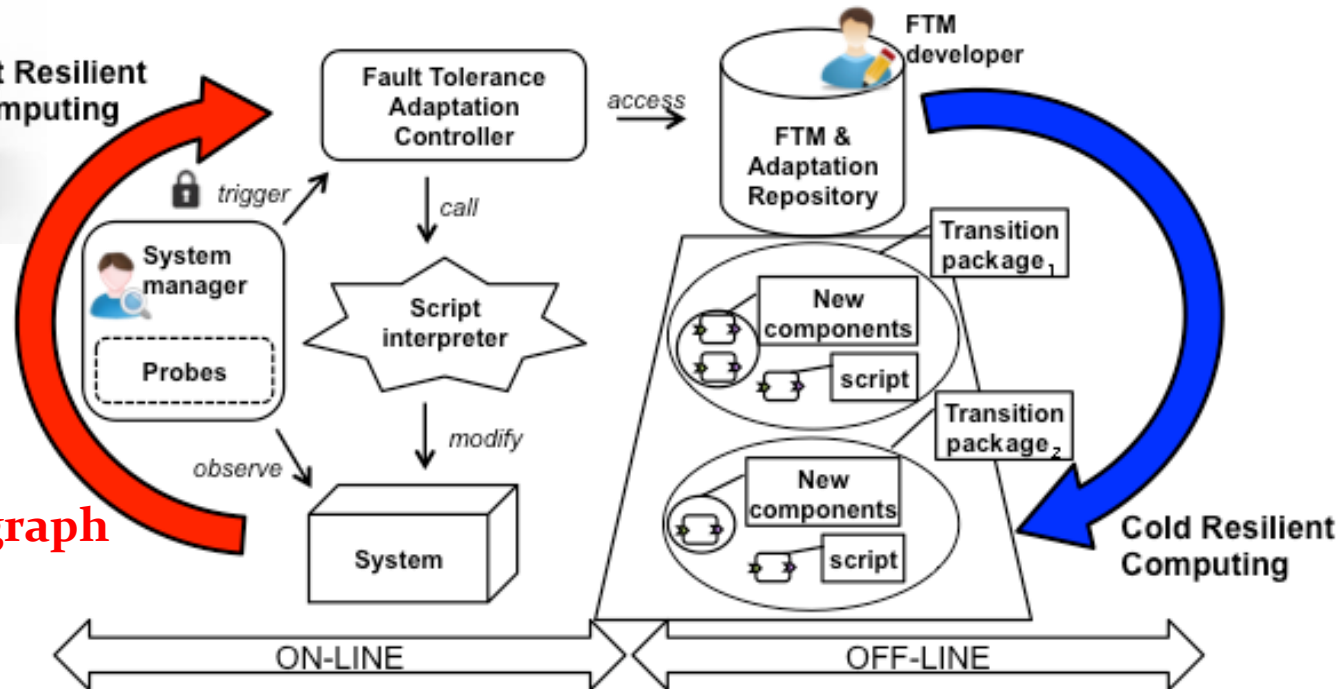 t Resilient
mputing
Fault Tolerance
Adaptation
Controller
access
FTM
developer
FTM &
Adaptation
Repository
trigger
call
System
manager
Probes
Script
interpreter
observe
modify
System
graph
Transition
package1
New
components
script
Transition
package2
New
components
script
Cold Resilient
Computing
ON-LINE
OFF-LINE